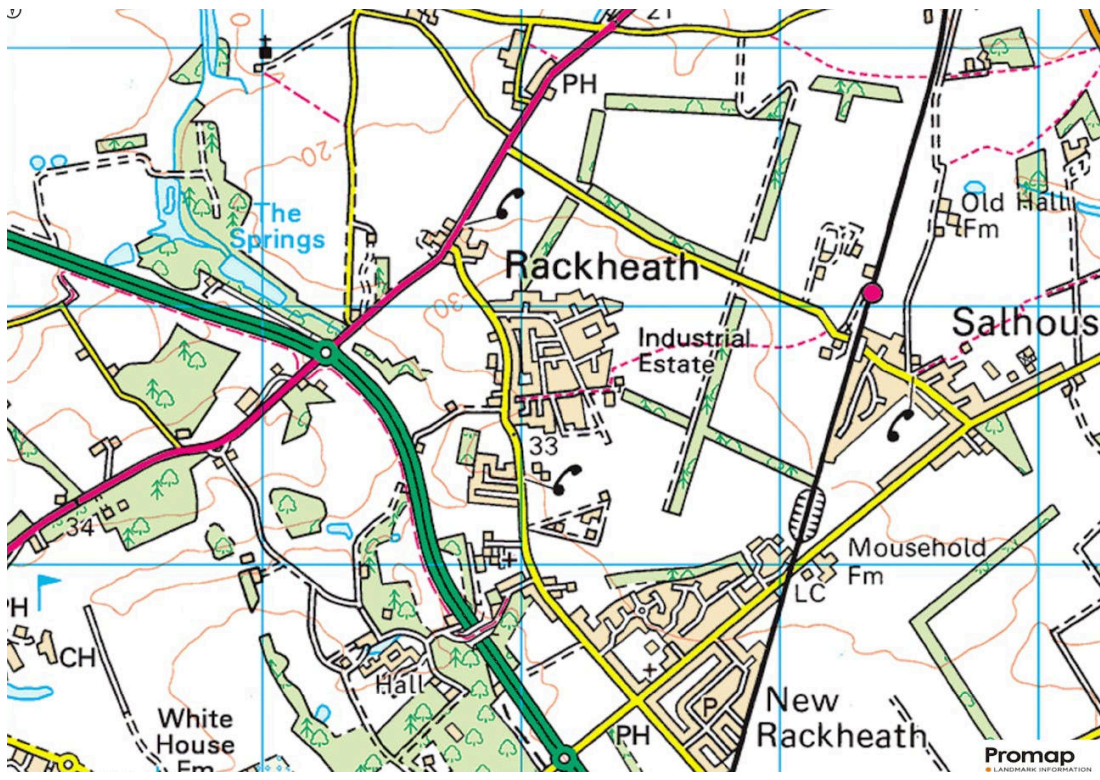 21
PH
20
The
Springs
Old Hall
Fm
Rackheath
30
Salhous
Industrial
Estate
33
34
Mousehold
Fm
LC
PH
CH
Hall
White
House
Fm
P
New
Rackheath
PH
Promap
LANDMARK INFORMATION